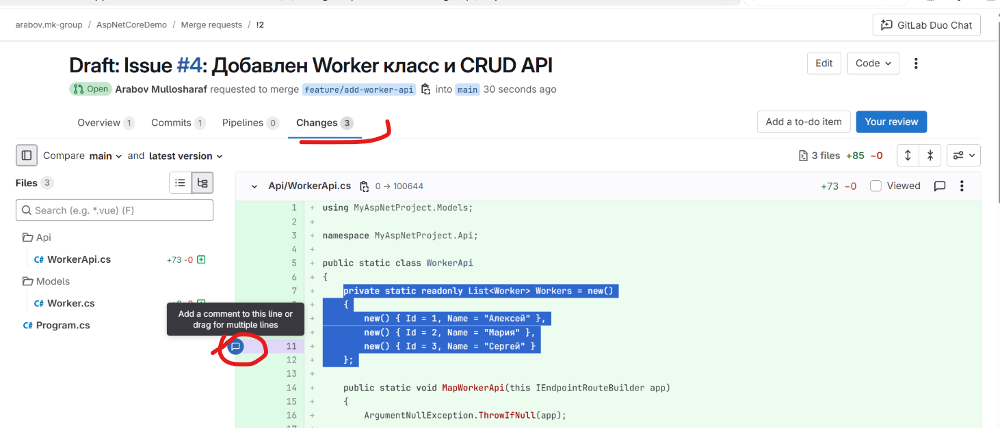 arabov.mk-group / AspNetCoreDemo / Merge requests / !2
GitLab Duo Chat
Draft: Issue #4: Добавлен Worker класс и CRUD API
Edit
Code
Open Arabov Mullosharaf requested to merge feature/add-worker-api into main 30 seconds ago
Overview 1 Commits 1 Pipelines 0 Changes 3
Add a to-do item
Your review
Compare main and latest version
3 files +85 −0
Files 3
Api/WorkerApi.cs 0 → 100644
+73 −0 Viewed
Search (e.g. *.vue) (F)
Api
C# WorkerApi.cs +73 -0
Models
C# Worker.cs
C# Program.cs
Add a comment to this line or
drag for multiple lines
1 + using MyAspNetProject.Models;
2 +
3 + namespace MyAspNetProject.Api;
4 +
5 + public static class WorkerApi
6 + {
7 + private static readonly List<Worker> Workers = new()
+ {
+ new() { Id = 1, Name = "Алексей" },
+ new() { Id = 2, Name = "Мария" },
11 + new() { Id = 3, Name = "Сергей" }
12 + };
13 +
14 + public static void MapWorkerApi(this IEndpointRouteBuilder app)
15 + {
16 + ArgumentNullException.ThrowIfNull(app);